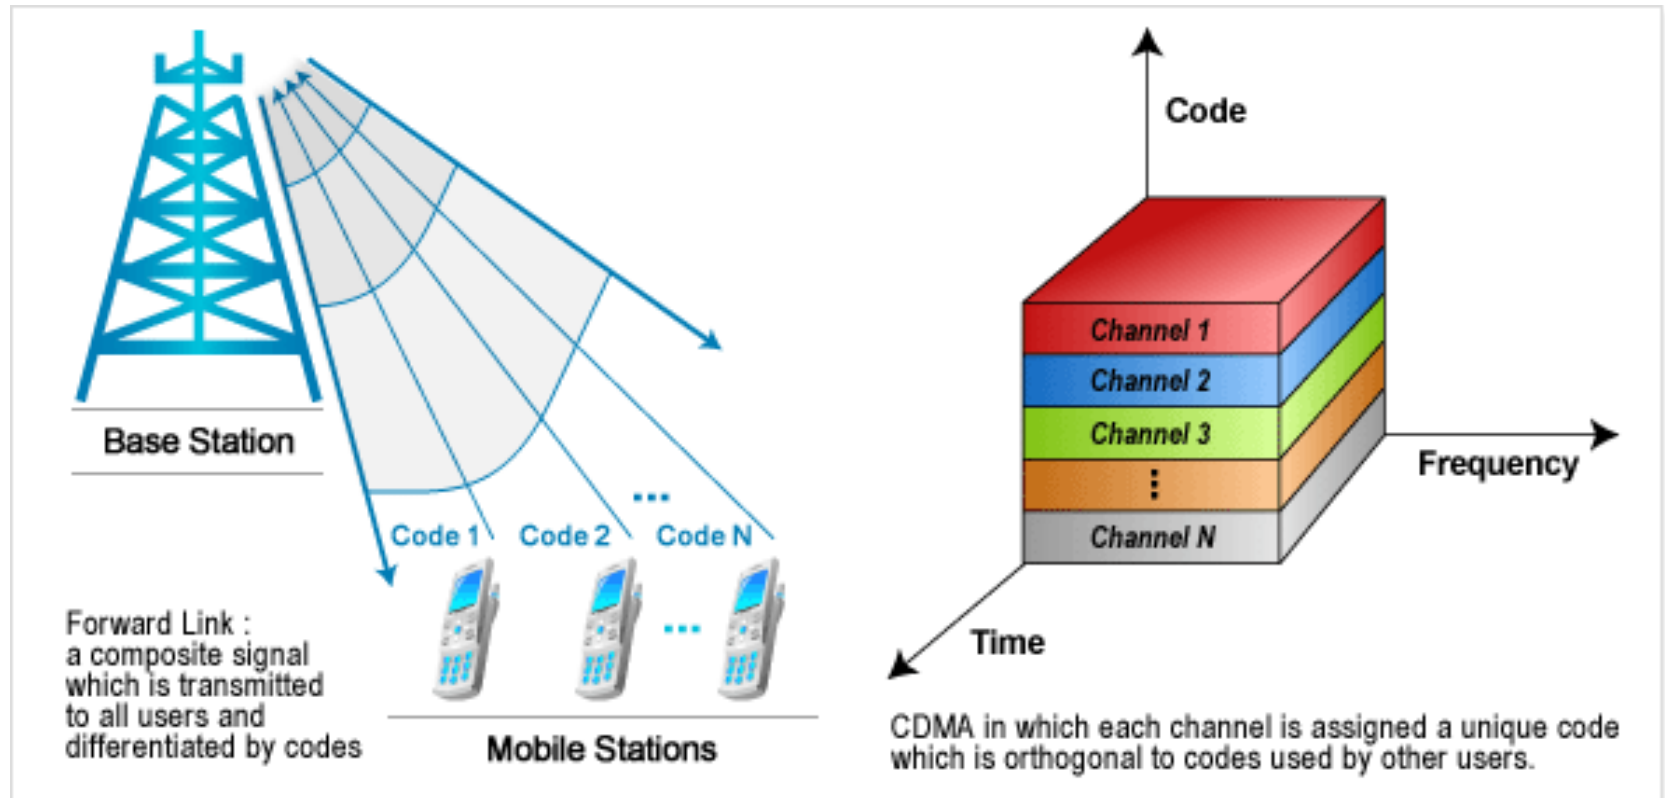 Base Station
Code 1
Code 2
...
Code N
...
Forward Link :
a composite signal
which is transmitted
to all users and
differentiated by codes
Mobile Stations
Code
Channel 1
Channel 2
Channel 3
⋮
Channel N
Frequency
Time
CDMA in which each channel is assigned a unique code
which is orthogonal to codes used by other users.